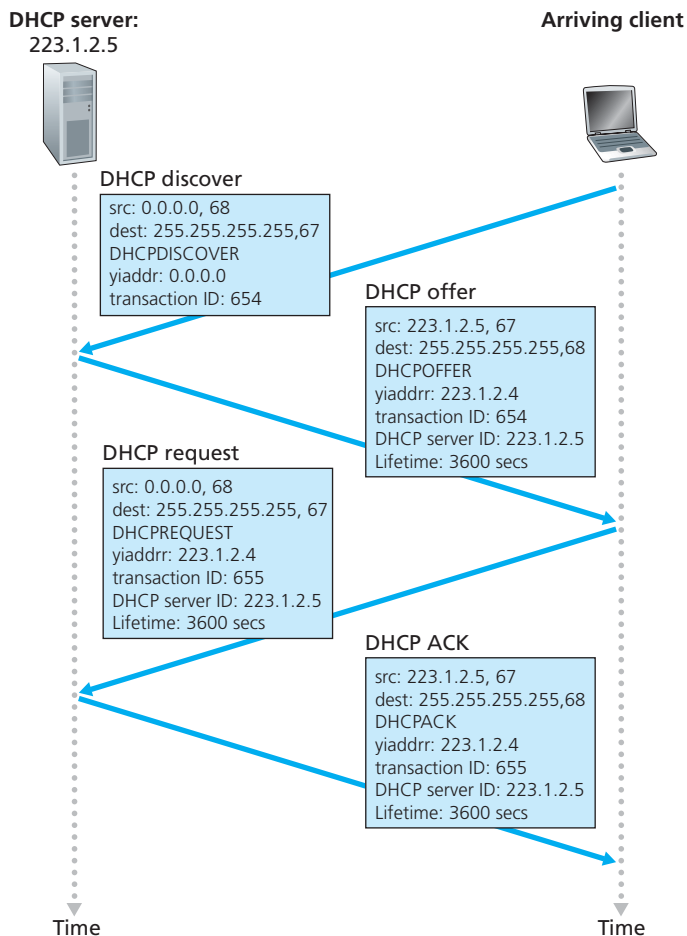 DHCP server:
223.1.2.5
Arriving client
DHCP discover
src: 0.0.0.0, 68
dest: 255.255.255.255,67
DHCPDISCOVER
yiaddr: 0.0.0.0
transaction ID: 654
DHCP offer
src: 223.1.2.5, 67
dest: 255.255.255.255,68
DHCPOFFER
yiaddrr: 223.1.2.4
transaction ID: 654
DHCP server ID: 223.1.2.5
Lifetime: 3600 secs
DHCP request
src: 0.0.0.0, 68
dest: 255.255.255.255, 67
DHCPREQUEST
yiaddrr: 223.1.2.4
transaction ID: 655
DHCP server ID: 223.1.2.5
Lifetime: 3600 secs
DHCP ACK
src: 223.1.2.5, 67
dest: 255.255.255.255,68
DHCPACK
yiaddrr: 223.1.2.4
transaction ID: 655
DHCP server ID: 223.1.2.5
Lifetime: 3600 secs
Time
Time